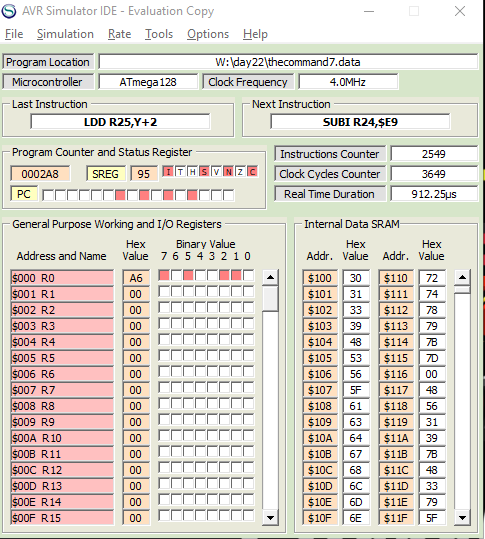 AVR Simulator IDE - Evaluation Copy
File Simulation Rate Tools Options Help
Program Location W:\day22\thecommand7.data
Microcontroller ATmega128 Clock Frequency 4.0MHz
Last Instruction Next Instruction
LDD R25,Y+2 SUBI R24,$E9
Program Counter and Status Register
0002A8 SREG 95 I T H S V N Z C
PC
Instructions Counter 2549
Clock Cycles Counter 3649
Real Time Duration 912.25µs
General Purpose Working and I/O Registers
Hex Binary Value
Address and Name Value 7 6 5 4 3 2 1 0
$000 R0 A6
$001 R1 00
$002 R2 00
$003 R3 00
$004 R4 00
$005 R5 00
$006 R6 00
$007 R7 00
$008 R8 00
$009 R9 00
$00A R10 00
$00B R11 00
$00C R12 00
$00D R13 00
$00E R14 00
$00F R15 00
Internal Data SRAM
Hex Hex
Addr. Value Addr. Value
$100 30 $110 72
$101 31 $111 74
$102 33 $112 78
$103 39 $113 79
$104 48 $114 7B
$105 53 $115 7D
$106 56 $116 00
$107 5F $117 48
$108 61 $118 56
$109 63 $119 31
$10A 64 $11A 39
$10B 67 $11B 7B
$10C 68 $11C 48
$10D 6C $11D 33
$10E 6D $11E 79
$10F 6E $11F 5F